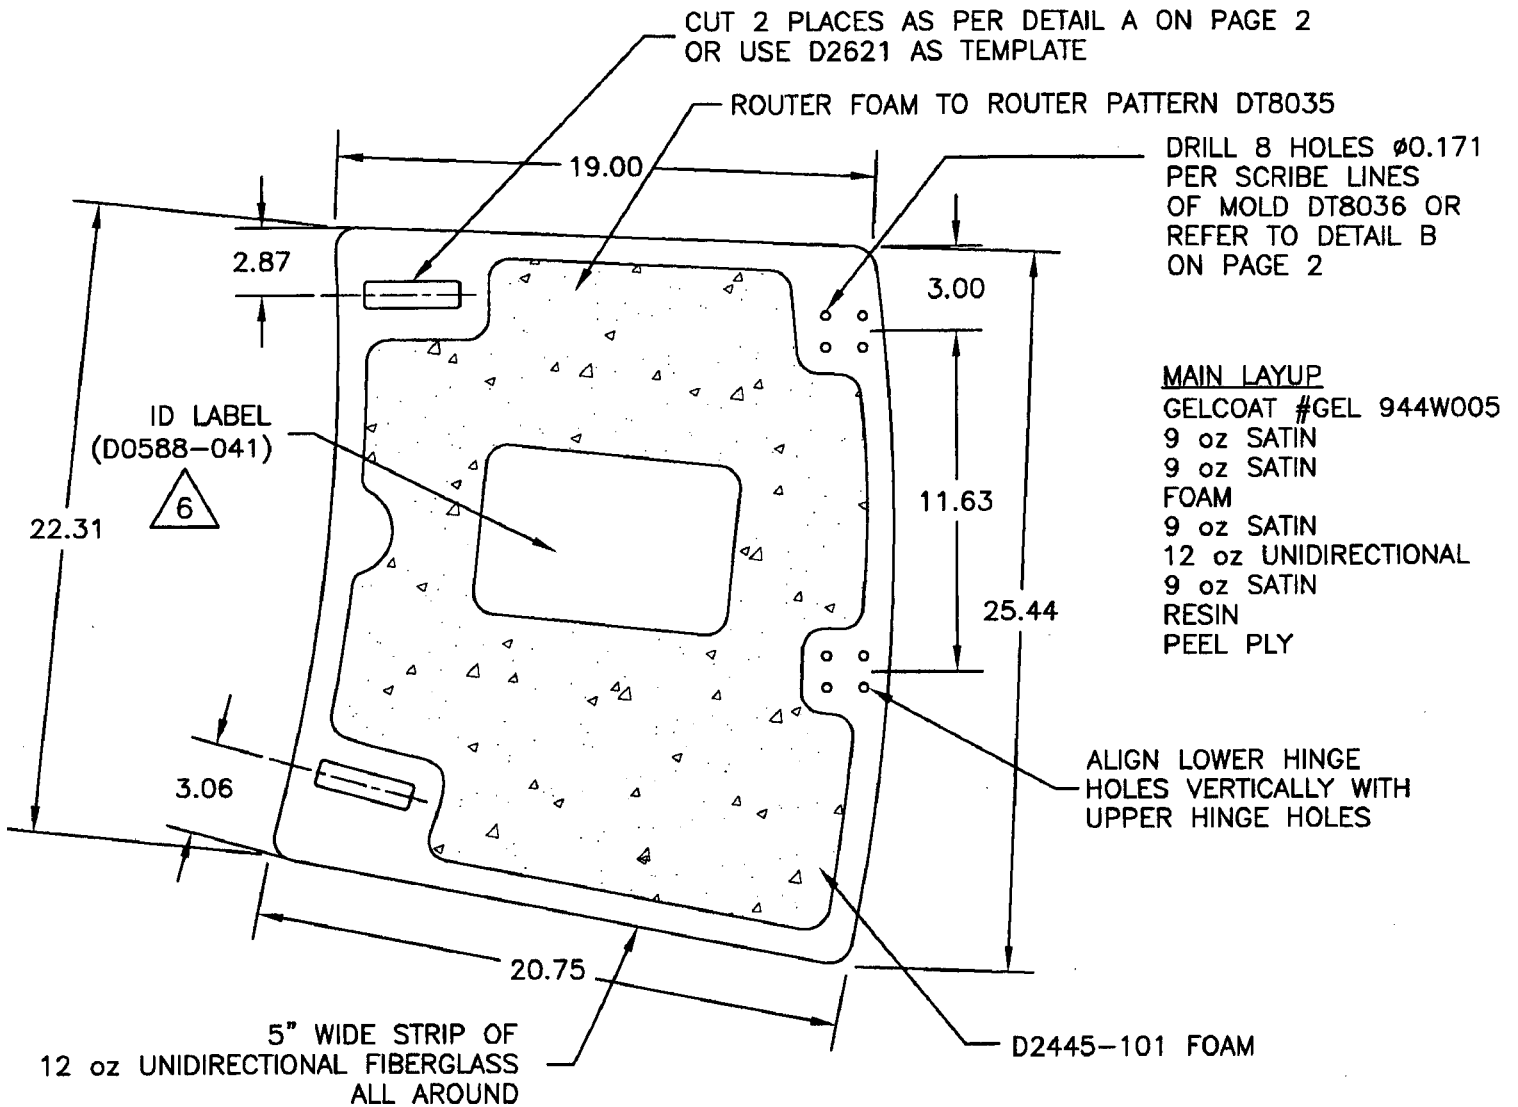 CUT 2 PLACES AS PER DETAIL A ON PAGE 2
OR USE D2621 AS TEMPLATE
ROUTER FOAM TO ROUTER PATTERN DT8035
DRILL 8 HOLES ø0.171
PER SCRIBE LINES
OF MOLD DT8036 OR
REFER TO DETAIL B
ON PAGE 2
19.00
2.87
3.00
MAIN LAYUP
GELCOAT #GEL 944W005
9 oz SATIN
9 oz SATIN
FOAM
9 oz SATIN
12 oz UNIDIRECTIONAL
9 oz SATIN
RESIN
PEEL PLY
ID LABEL
(D0588-041)
6
22.31
11.63
25.44
3.06
ALIGN LOWER HINGE
HOLES VERTICALLY WITH
UPPER HINGE HOLES
20.75
5" WIDE STRIP OF
12 oz UNIDIRECTIONAL FIBERGLASS
ALL AROUND
D2445-101 FOAM